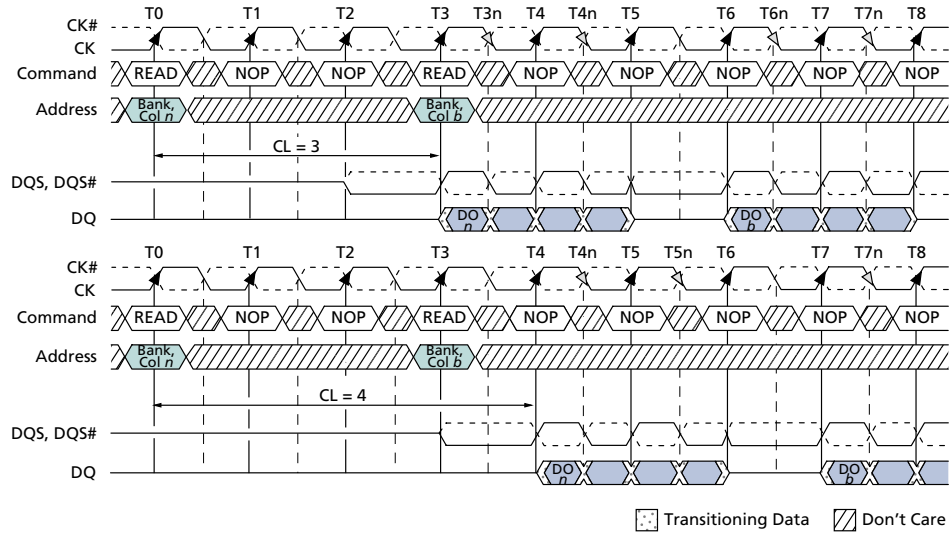 T0 T1 T2 T3 T3n T4 T4n T5 T6 T6n T7 T7n T8
CK#
CK
Command READ NOP NOP READ NOP NOP NOP NOP NOP
Address Bank, Col n Bank, Col b
CL = 3
DQS, DQS#
DQ DO n DO b
T0 T1 T2 T3 T4 T4n T5 T5n T6 T7 T7n T8
CK#
CK
Command READ NOP NOP READ NOP NOP NOP NOP NOP
Address Bank, Col n Bank, Col b
CL = 4
DQS, DQS#
DQ DO n DO b
Transitioning Data Don't Care